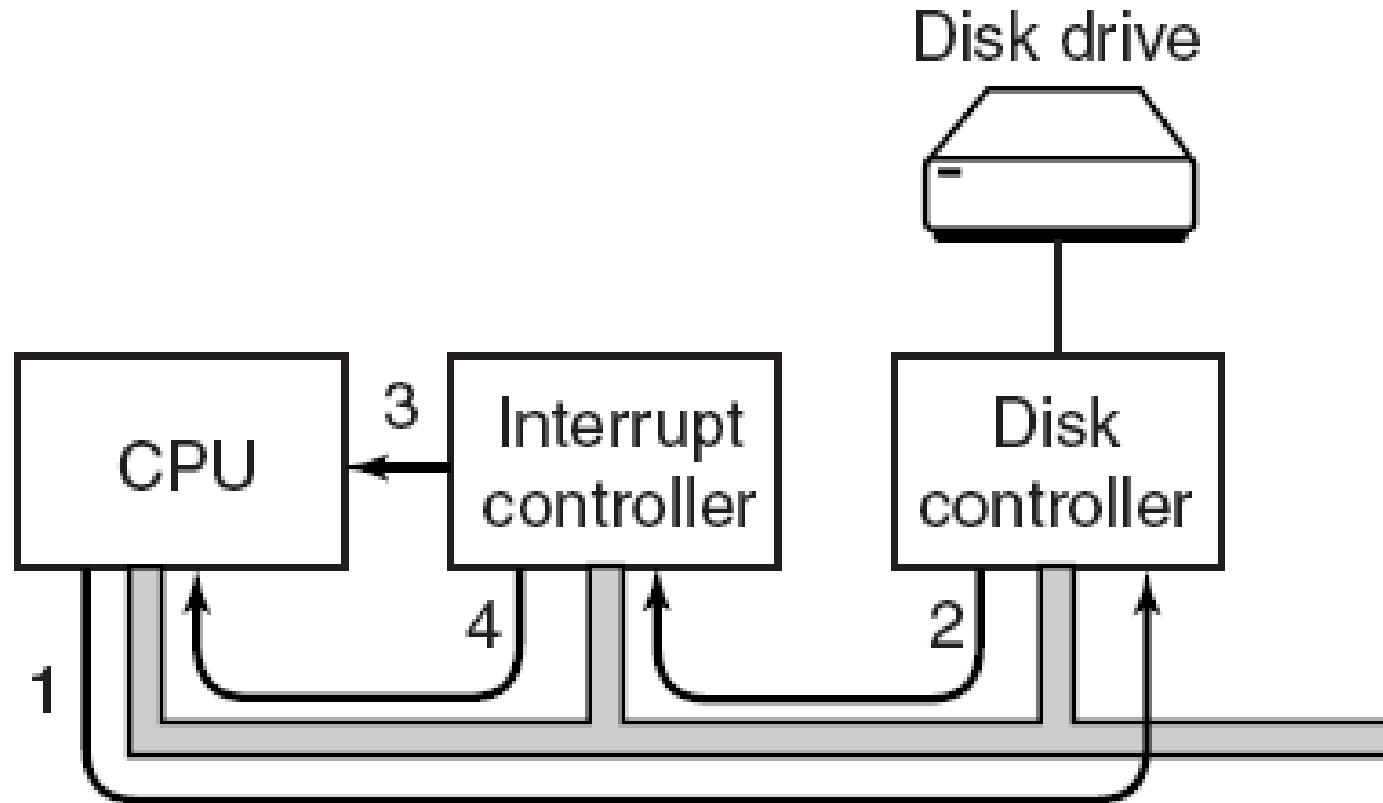 Disk drive
CPU
3
Interrupt
controller
Disk
controller
1
4
2